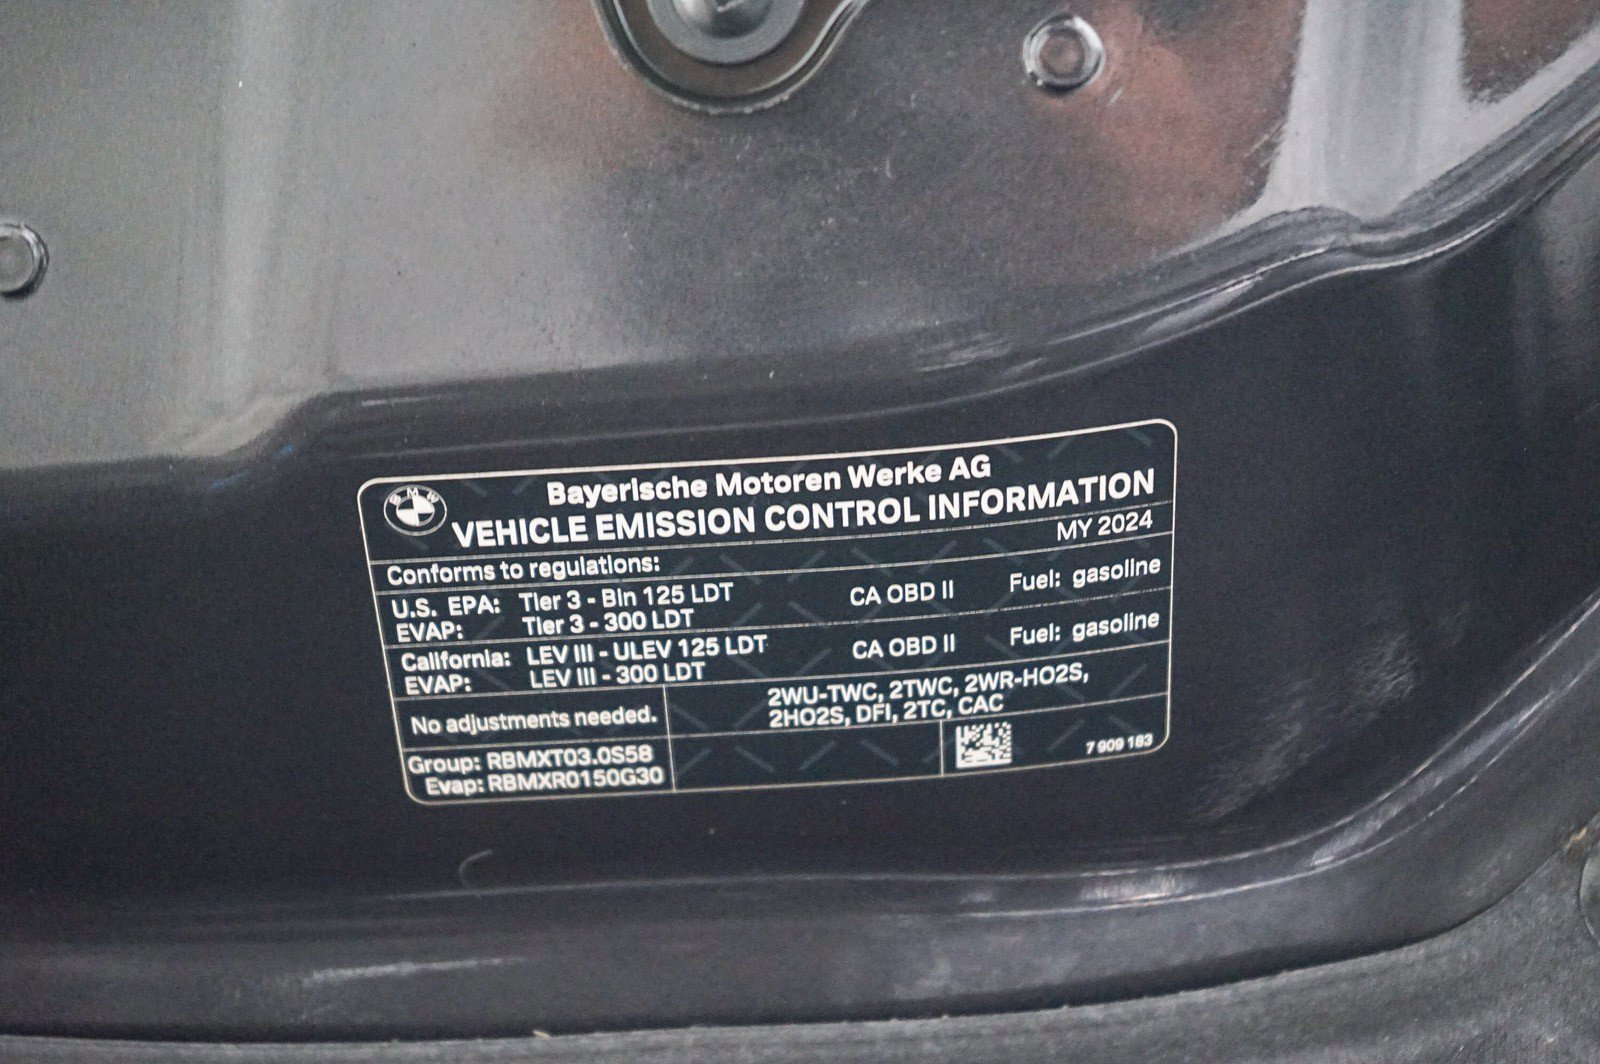 BMW
Bayerische Motoren Werke AG
VEHICLE EMISSION CONTROL INFORMATION
MY 2024
Conforms to regulations:
U.S. EPA: Tier 3 - Bin 125 LDT CA OBD II Fuel: gasoline
EVAP: Tier 3 - 300 LDT
California: LEV III - ULEV 125 LDT CA OBD II Fuel: gasoline
EVAP: LEV III - 300 LDT
No adjustments needed.
2WU-TWC, 2TWC, 2WR-HO2S,
2HO2S, DFI, 2TC, CAC
Group: RBMXT03.0S58
Evap: RBMXR0150G30
7 909 183